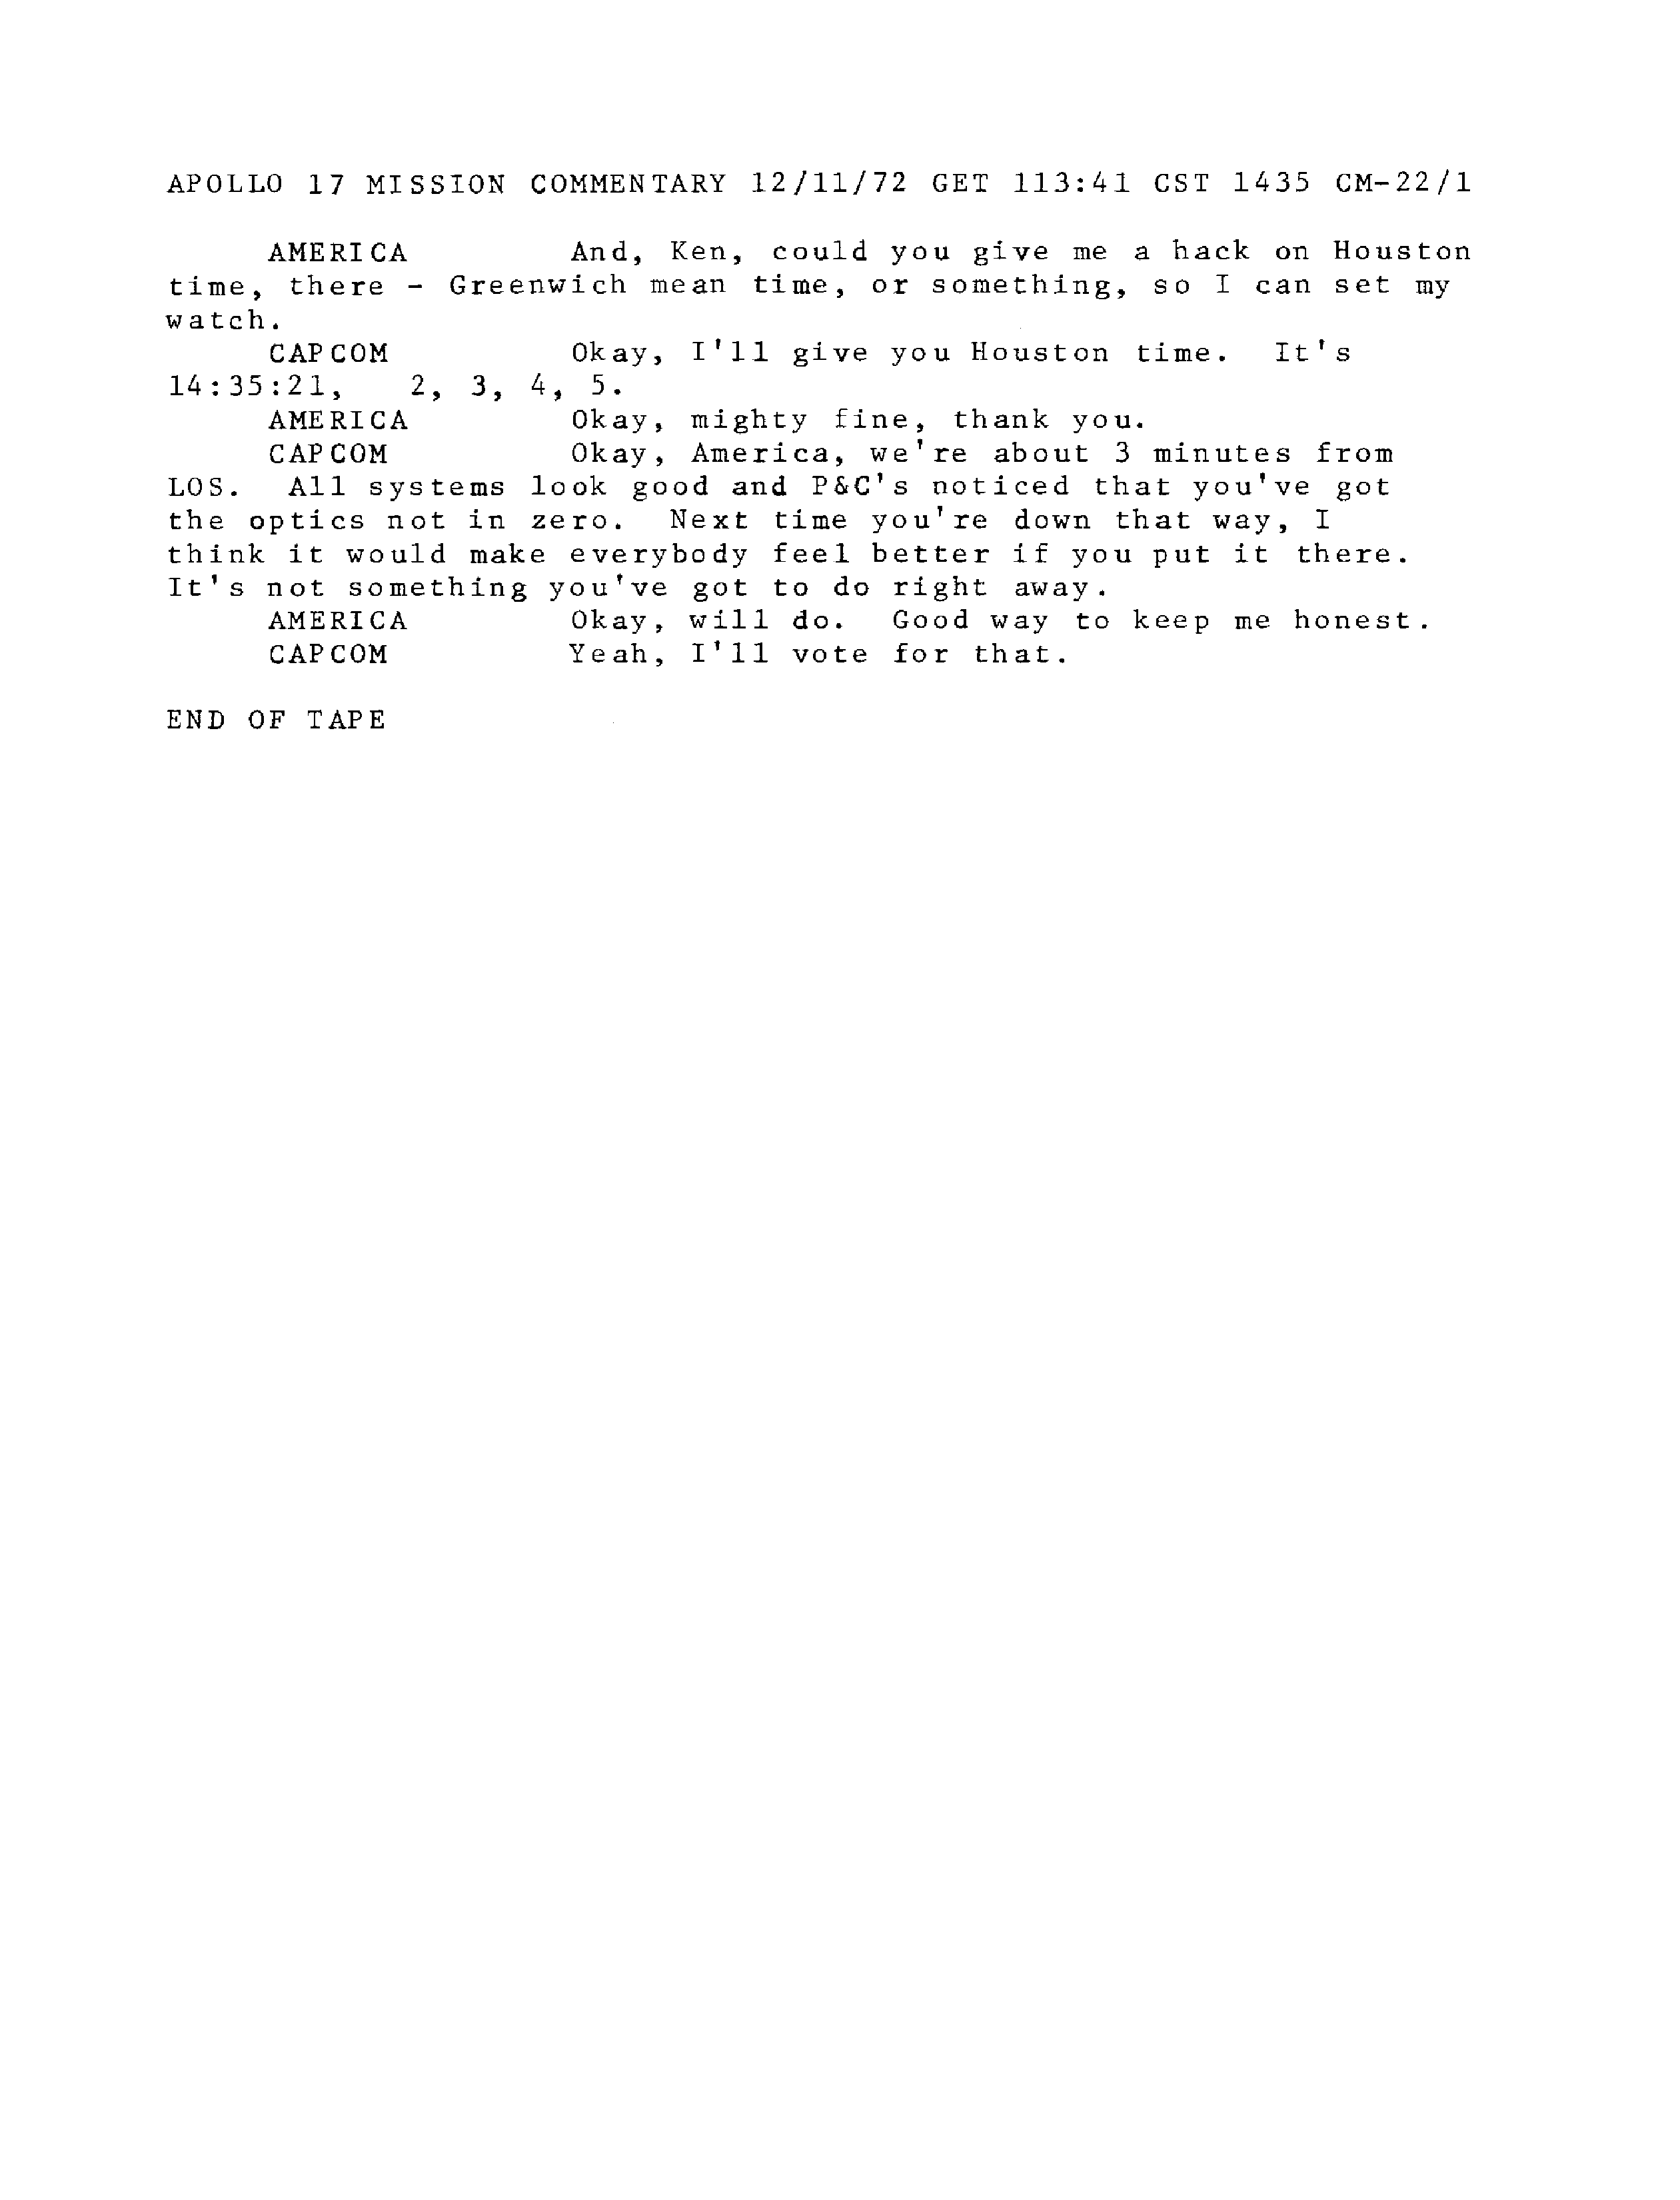 APOLLO 17 MISSION COMMENTARY 12/11/72 GET 113:41 CST 1435 CM-22/1
AMERICA And, Ken, could you give me a hack on Houston
time, there - Greenwich mean time, or something, so I can set my
watch.
CAPCOM Okay, I'll give you Houston time. It's
14:35:21, 2, 3, 4, 5.
AMERICA Okay, mighty fine, thank you.
CAPCOM Okay, America, we're about 3 minutes from
LOS. All systems look good and P&C's noticed that you've got
the optics not in zero. Next time you're down that way, I
think it would make everybody feel better if you put it there.
It's not something you've got to do right away.
AMERICA Okay, will do. Good way to keep me honest.
CAPCOM Yeah, I'll vote for that.
END OF TAPE